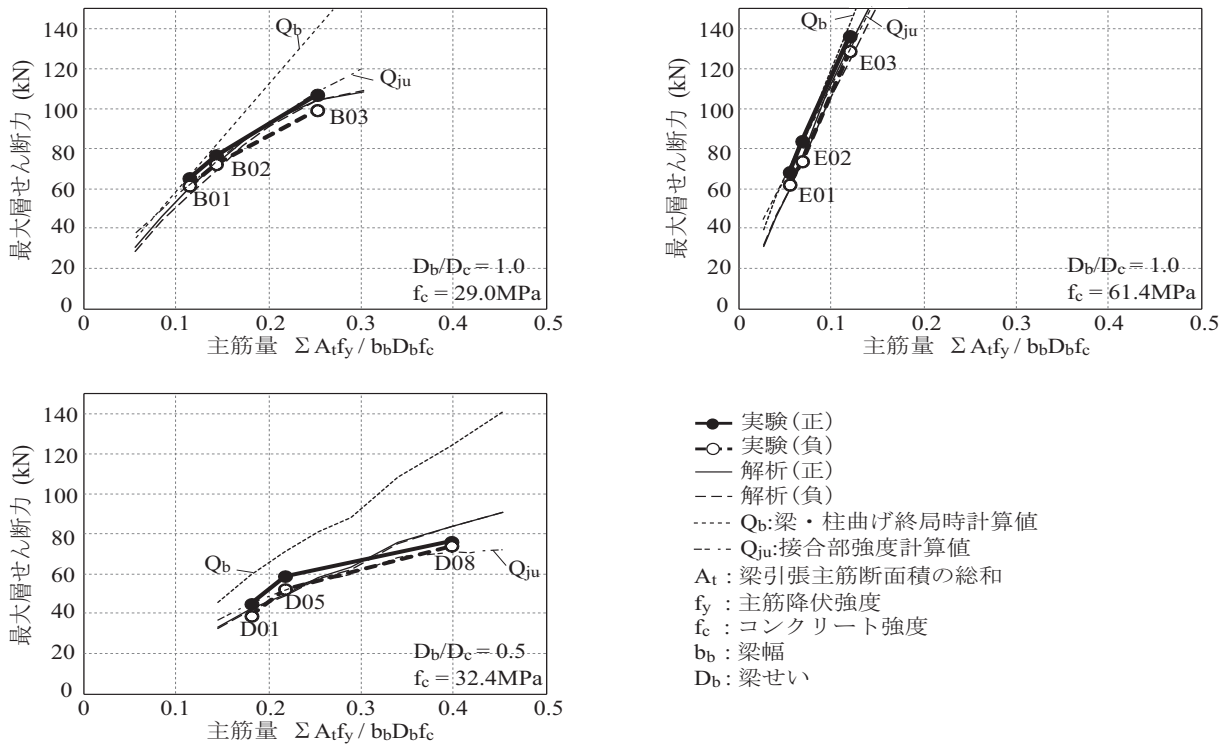 最大層せん断力 (kN)
140
120
100
80
60
40
20
0
Qb
Qju
B03
B02
B01
Db/Dc = 1.0
fc = 29.0MPa
0 0.1 0.2 0.3 0.4 0.5
主筋量 Σ Atfy / bbDbfc
最大層せん断力 (kN)
140
120
100
80
60
40
20
0
Qb
Qju
E03
E02
E01
Db/Dc = 1.0
fc = 61.4MPa
0 0.1 0.2 0.3 0.4 0.5
主筋量 Σ Atfy / bbDbfc
最大層せん断力 (kN)
140
120
100
80
60
40
20
0
Qb
Qju
D08
D05
D01
Db/Dc = 0.5
fc = 32.4MPa
0 0.1 0.2 0.3 0.4 0.5
主筋量 Σ Atfy / bbDbfc
実験(正)
実験(負)
解析(正)
解析(負)
Qb:梁・柱曲げ終局時計算値
Qju:接合部強度計算値
At : 梁引張主筋断面積の総和
fy : 主筋降伏強度
fc : コンクリート強度
bb : 梁幅
Db : 梁せい